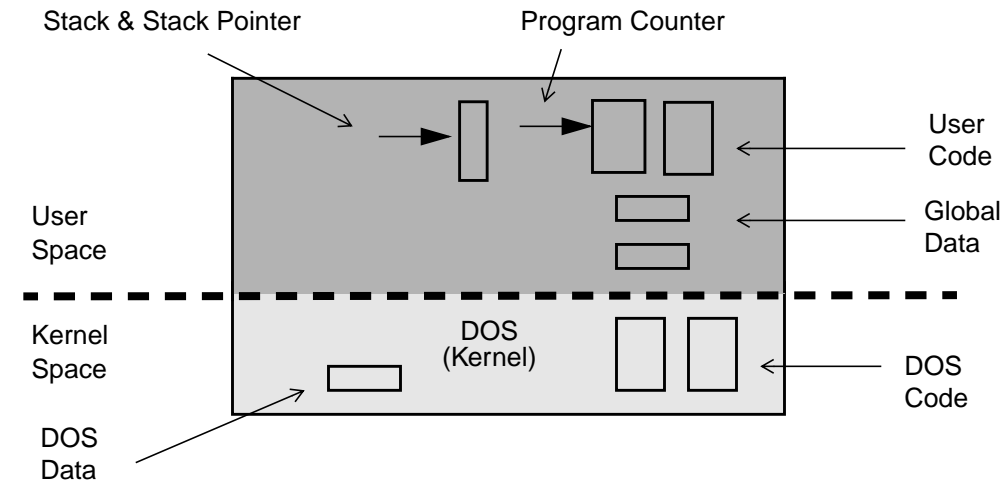 Stack & Stack Pointer
Program Counter
User
Code
User
Space
Global
Data
Kernel
Space
DOS
(Kernel)
DOS
Code
DOS
Data